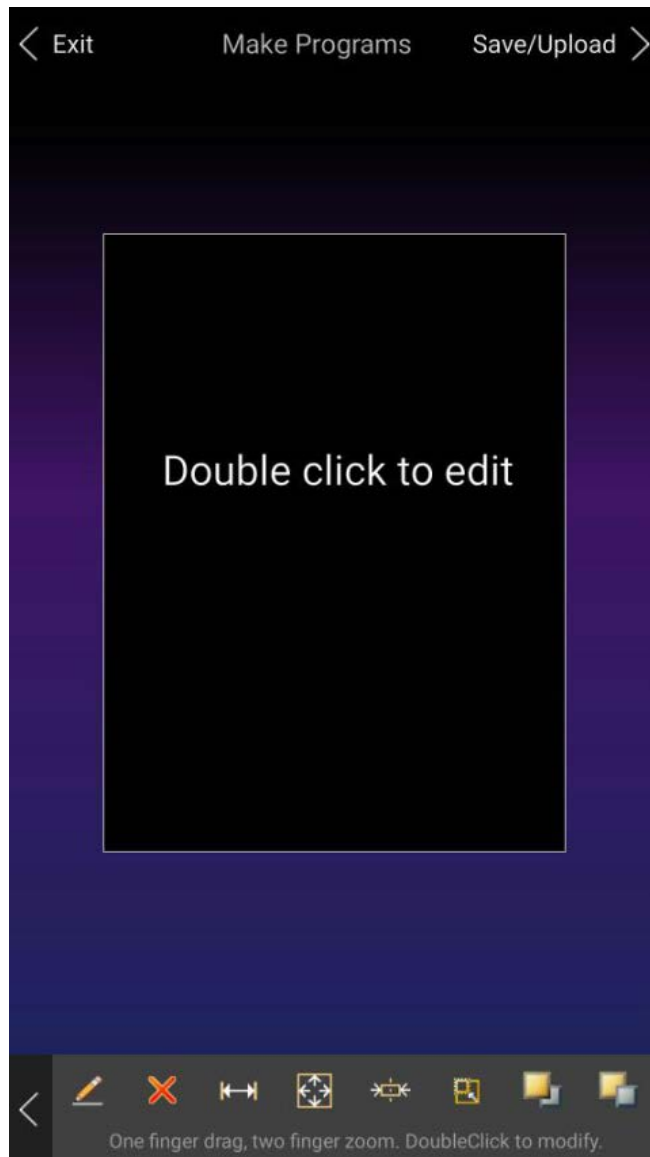 Exit Make Programs Save/Upload
Double click to edit
One finger drag, two finger zoom. DoubleClick to modify.